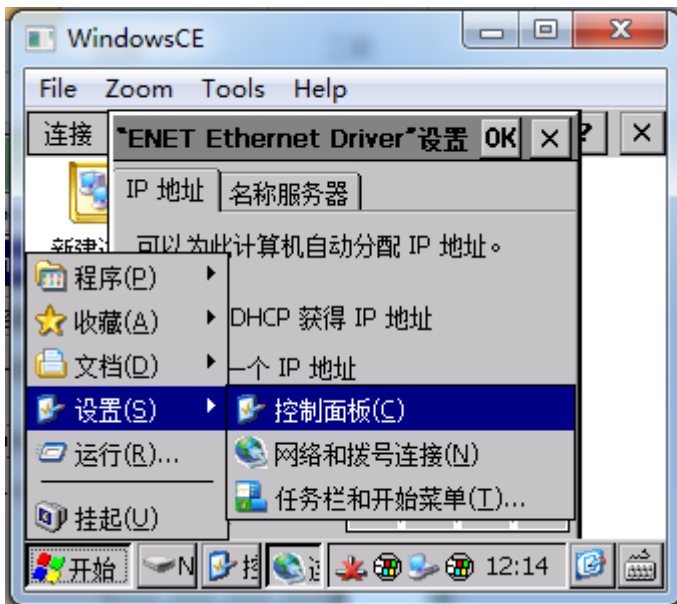 WindowsCE
File Zoom Tools Help
连接 ? ×
"ENET Ethernet Driver"设置 OK ×
IP 地址 名称服务器
可以为此计算机自动分配 IP 地址。
DHCP 获得 IP 地址
一个 IP 地址
新建
程序(P)
收藏(A)
文档(D)
设置(S)
运行(R)...
挂起(U)
控制面板(C)
网络和拨号连接(N)
任务栏和开始菜单(T)...
开始 N 12:14